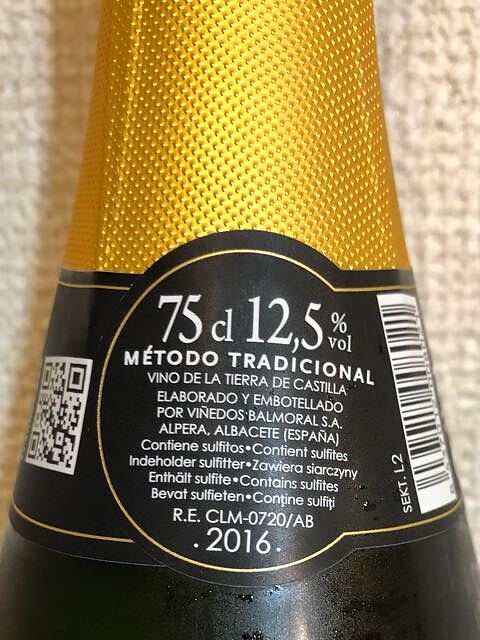 75 cl 12,5 % vol
MÉTODO TRADICIONAL
VINO DE LA TIERRA DE CASTILLA
ELABORADO Y EMBOTELLADO
POR VIÑEDOS BALMORAL S.A.
ALPERA, ALBACETE (ESPAÑA)
Contiene sulfitos•Contient sulfites
Indeholder sulfitter•Zawiera siarczyny
Enthält sulfite•Contains sulfites
Bevat sulfieten•Conţine sulfiţi
R.E. CLM-0720/AB
.2016.
SEKT. L2